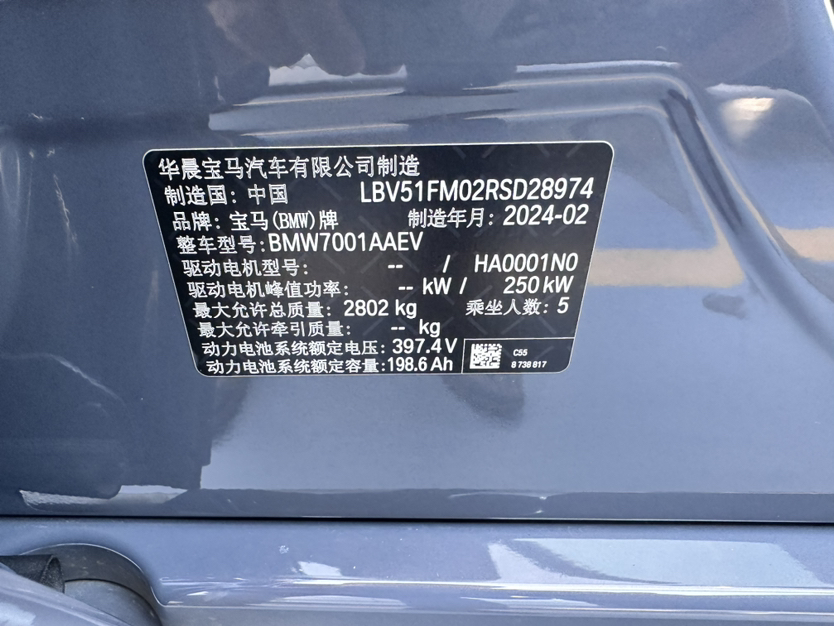 华晨宝马汽车有限公司制造
制造国: 中国 LBV51FM02RSD28974
品牌: 宝马(BMW)牌 制造年月: 2024-02
整车型号: BMW7001AAEV
驱动电机型号: -- / HA0001N0
驱动电机峰值功率: -- kW / 250 kW
最大允许总质量: 2802 kg 乘坐人数: 5
最大允许牵引质量: -- kg
动力电池系统额定电压: 397.4 V
动力电池系统额定容量: 198.6 Ah
C55
8 738 817